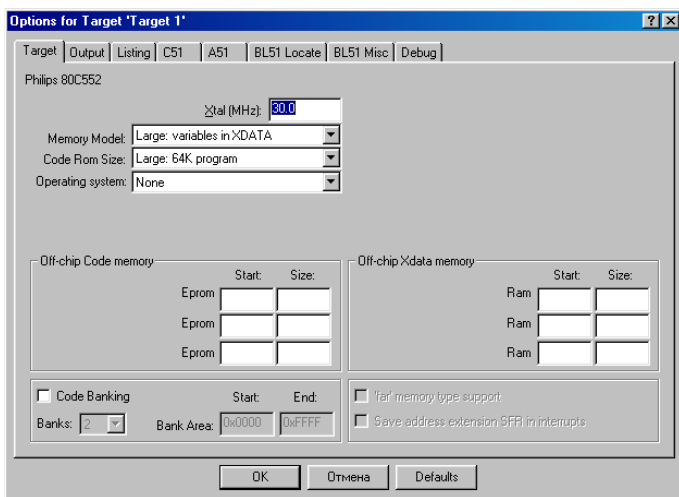 Options for Target 'Target 1'
Target Output Listing C51 A51 BL51 Locate BL51 Misc Debug
Philips 80C552
Xtal (MHz): 30.0
Memory Model: Large: variables in XDATA
Code Rom Size: Large: 64K program
Operating system: None
Off-chip Code memory
Start: Size:
Eprom
Eprom
Eprom
Off-chip Xdata memory
Start: Size:
Ram
Ram
Ram
Code Banking Start: End:
Banks: 2 Bank Area: 0x0000 0xFFFF
'far' memory type support
Save address extension SFR in interrupts
OK Отмена Defaults